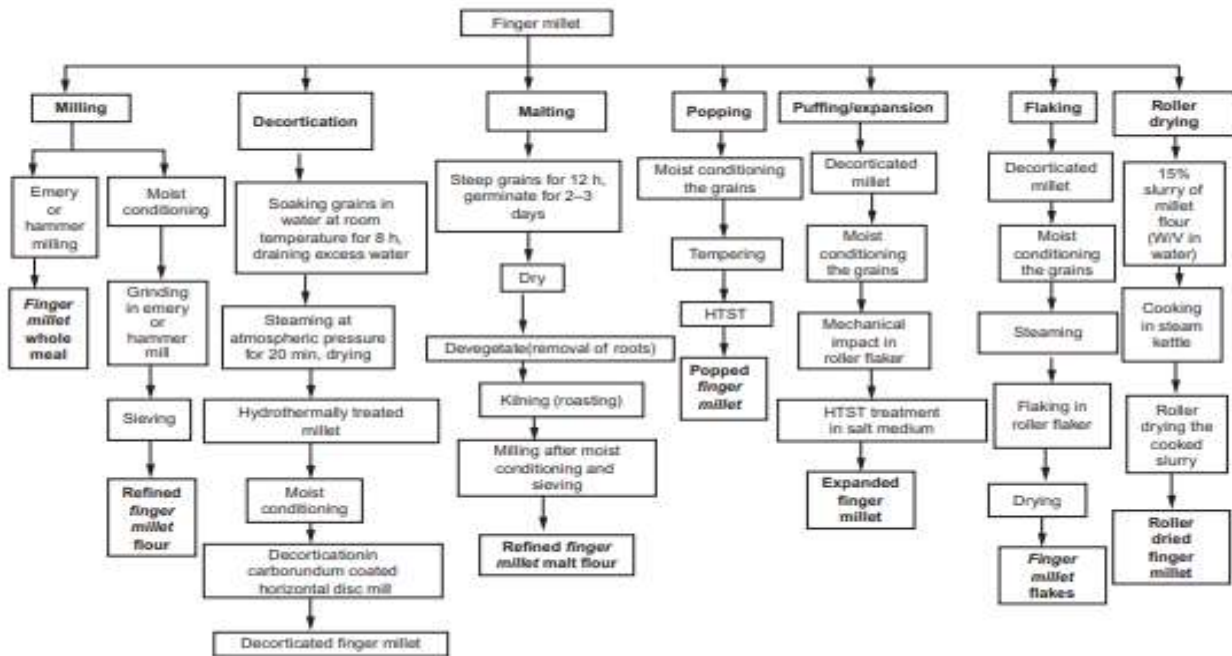 Finger millet
Milling
Decortication
Malting
Popping
Puffing/expansion
Flaking
Roller
drying
Emery
or
hammer
milling
Finger
millet
whole
meal
Moist
conditioning
Grinding
in emery
or
hammer
mill
Sieving
Refined
finger
millet
flour
Soaking grains in
water at room
temperature for 8 h,
draining excess water
Steaming at
atmospheric pressure
for 20 min, drying
Hydrothermally treated
millet
Moist
conditioning
Decorticationin
carborundum coated
horizontal disc mill
Decorticated finger millet
Steep grains for 12 h,
germinate for 2–3
days
Dry
Devegetate(removal of roots)
Kilning (roasting)
Milling after moist
conditioning and
sieving
Refined finger
millet malt flour
Moist conditioning
the grains
Tempering
HTST
Popped
finger
millet
Decorticated
millet
Moist
conditioning
the grains
Mechanical
impact in
roller flaker
HTST treatment
in salt medium
Expanded
finger
millet
Decorticated
millet
Moist
conditioning
the grains
Steaming
Flaking in
roller flaker
Drying
Finger
millet
flakes
15%
slurry of
millet
flour
(W/V in
water)
Cooking
in steam
kettle
Roller
drying the
cooked
slurry
Roller
dried
finger
millet